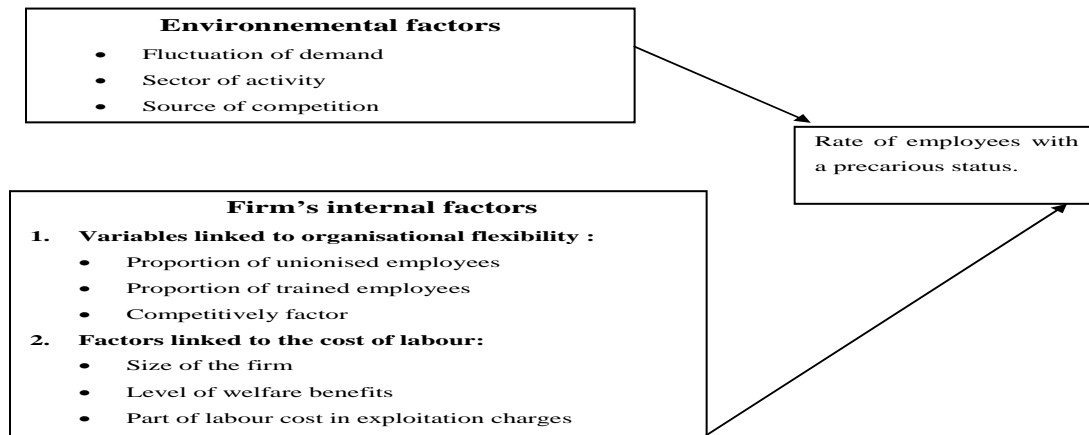 Environnemental factors
• Fluctuation of demand
• Sector of activity
• Source of competition
Rate of employees with
a precarious status.
Firm's internal factors
1. Variables linked to organisational flexibility :
• Proportion of unionised employees
• Proportion of trained employees
• Competitively factor
2. Factors linked to the cost of labour:
• Size of the firm
• Level of welfare benefits
• Part of labour cost in exploitation charges